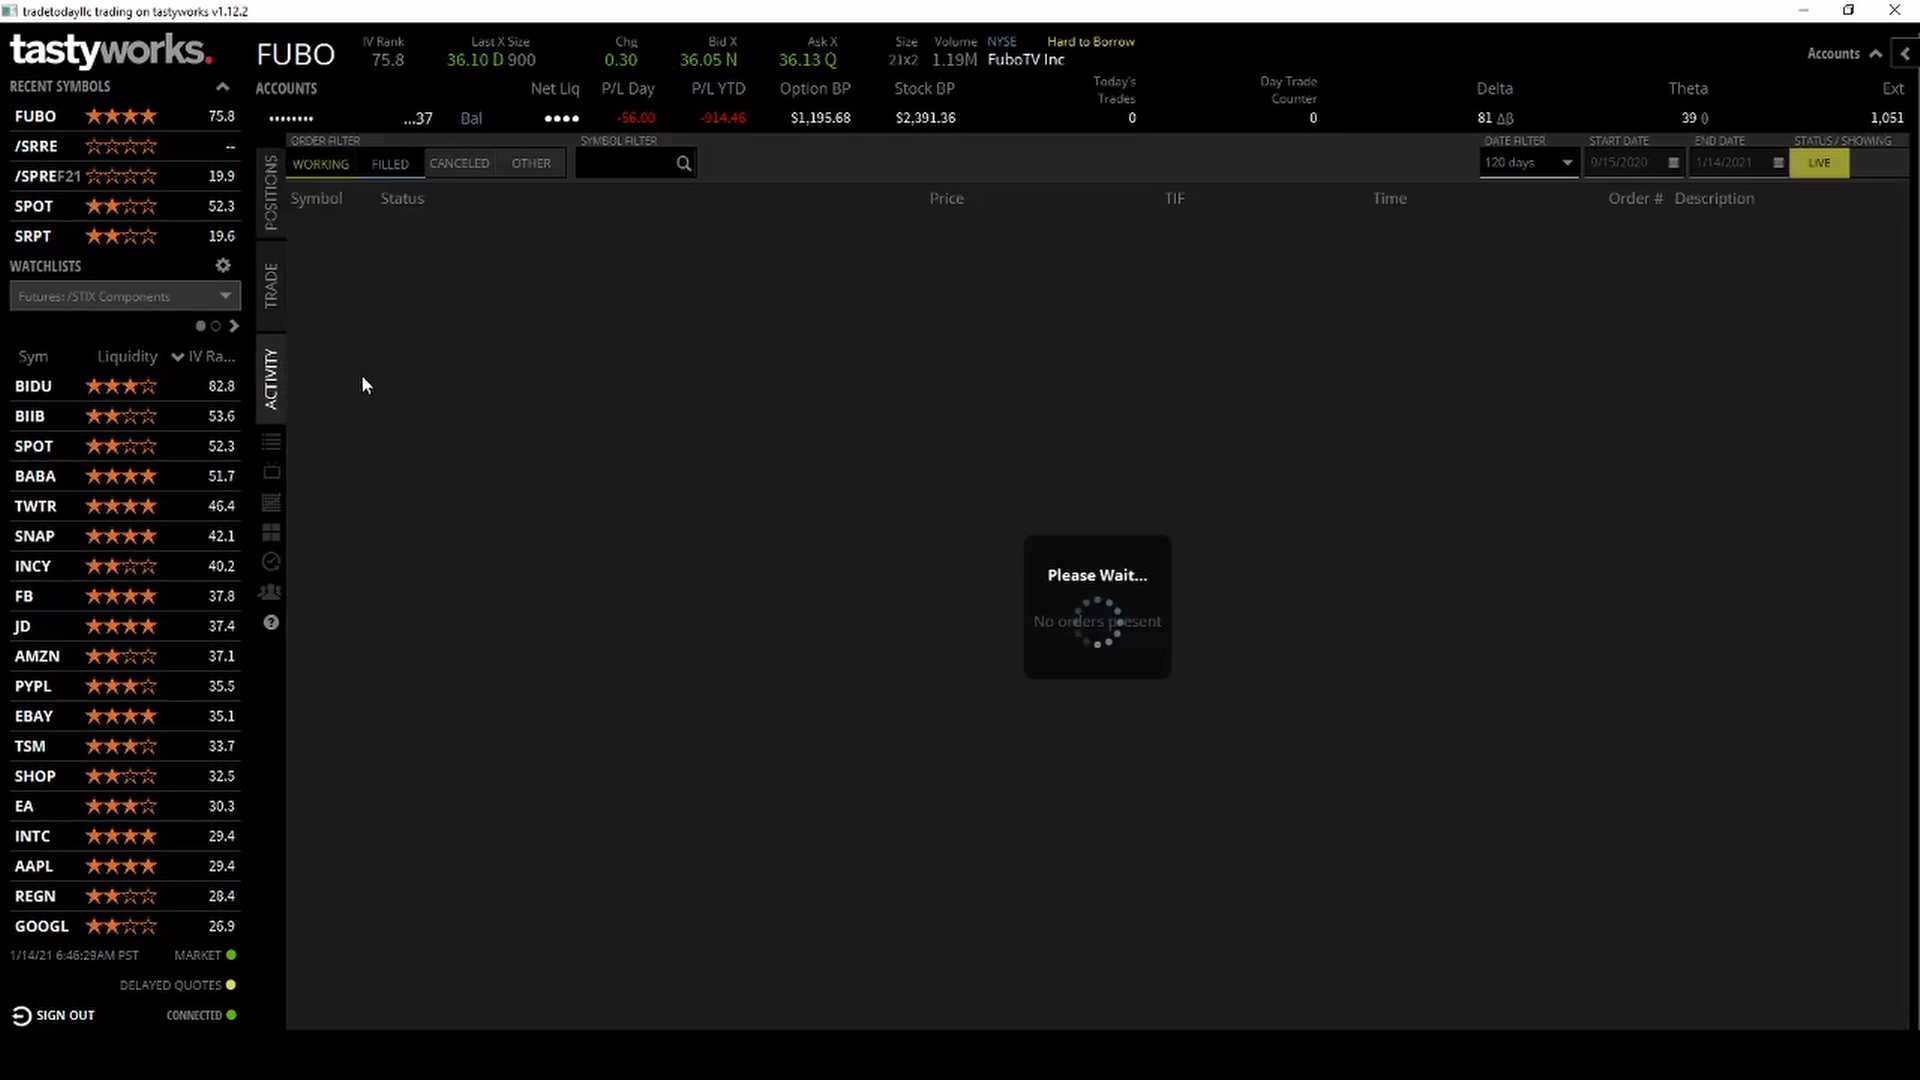 tradetodayllc trading on tastyworks v1.12.2
tastyworks.
FUBO
IV Rank
75.8
Last X Size
36.10 D 900
Chg
0.30
Bid X
36.05 N
Ask X
36.13 Q
Size
21x2
Volume
1.19M
NYSE
FuboTV Inc
Hard to Borrow
Accounts
ACCOUNTS
Net Liq
P/L Day
P/L YTD
Option BP
Stock BP
Today's
Trades
Day Trade
Counter
Delta
Theta
Ext
........ ...37 Bal •••• -56.00 -914.46 $1,195.68 $2,391.36 0 0 81 Δβ 39 θ 1,051
RECENT SYMBOLS
FUBO 75.8
/SRRE --
/SPREF21 19.9
SPOT 52.3
SRPT 19.6
WATCHLISTS
Futures: /STIX Components
Sym Liquidity IV Ra...
BIDU 82.8
BIIB 53.6
SPOT 52.3
BABA 51.7
TWTR 46.4
SNAP 42.1
INCY 40.2
FB 37.8
JD 37.4
AMZN 37.1
PYPL 35.5
EBAY 35.1
TSM 33.7
SHOP 32.5
EA 30.3
INTC 29.4
AAPL 29.4
REGN 28.4
GOOGL 26.9
1/14/21 6:46:29AM PST MARKET
DELAYED QUOTES
SIGN OUT CONNECTED
POSITIONS
TRADE
ACTIVITY
ORDER FILTER
WORKING FILLED CANCELED OTHER
SYMBOL FILTER
DATE FILTER
120 days
START DATE
9/15/2020
END DATE
1/14/2021
STATUS / SHOWING
LIVE
Symbol Status Price TIF Time Order # Description
Please Wait...
No orders present